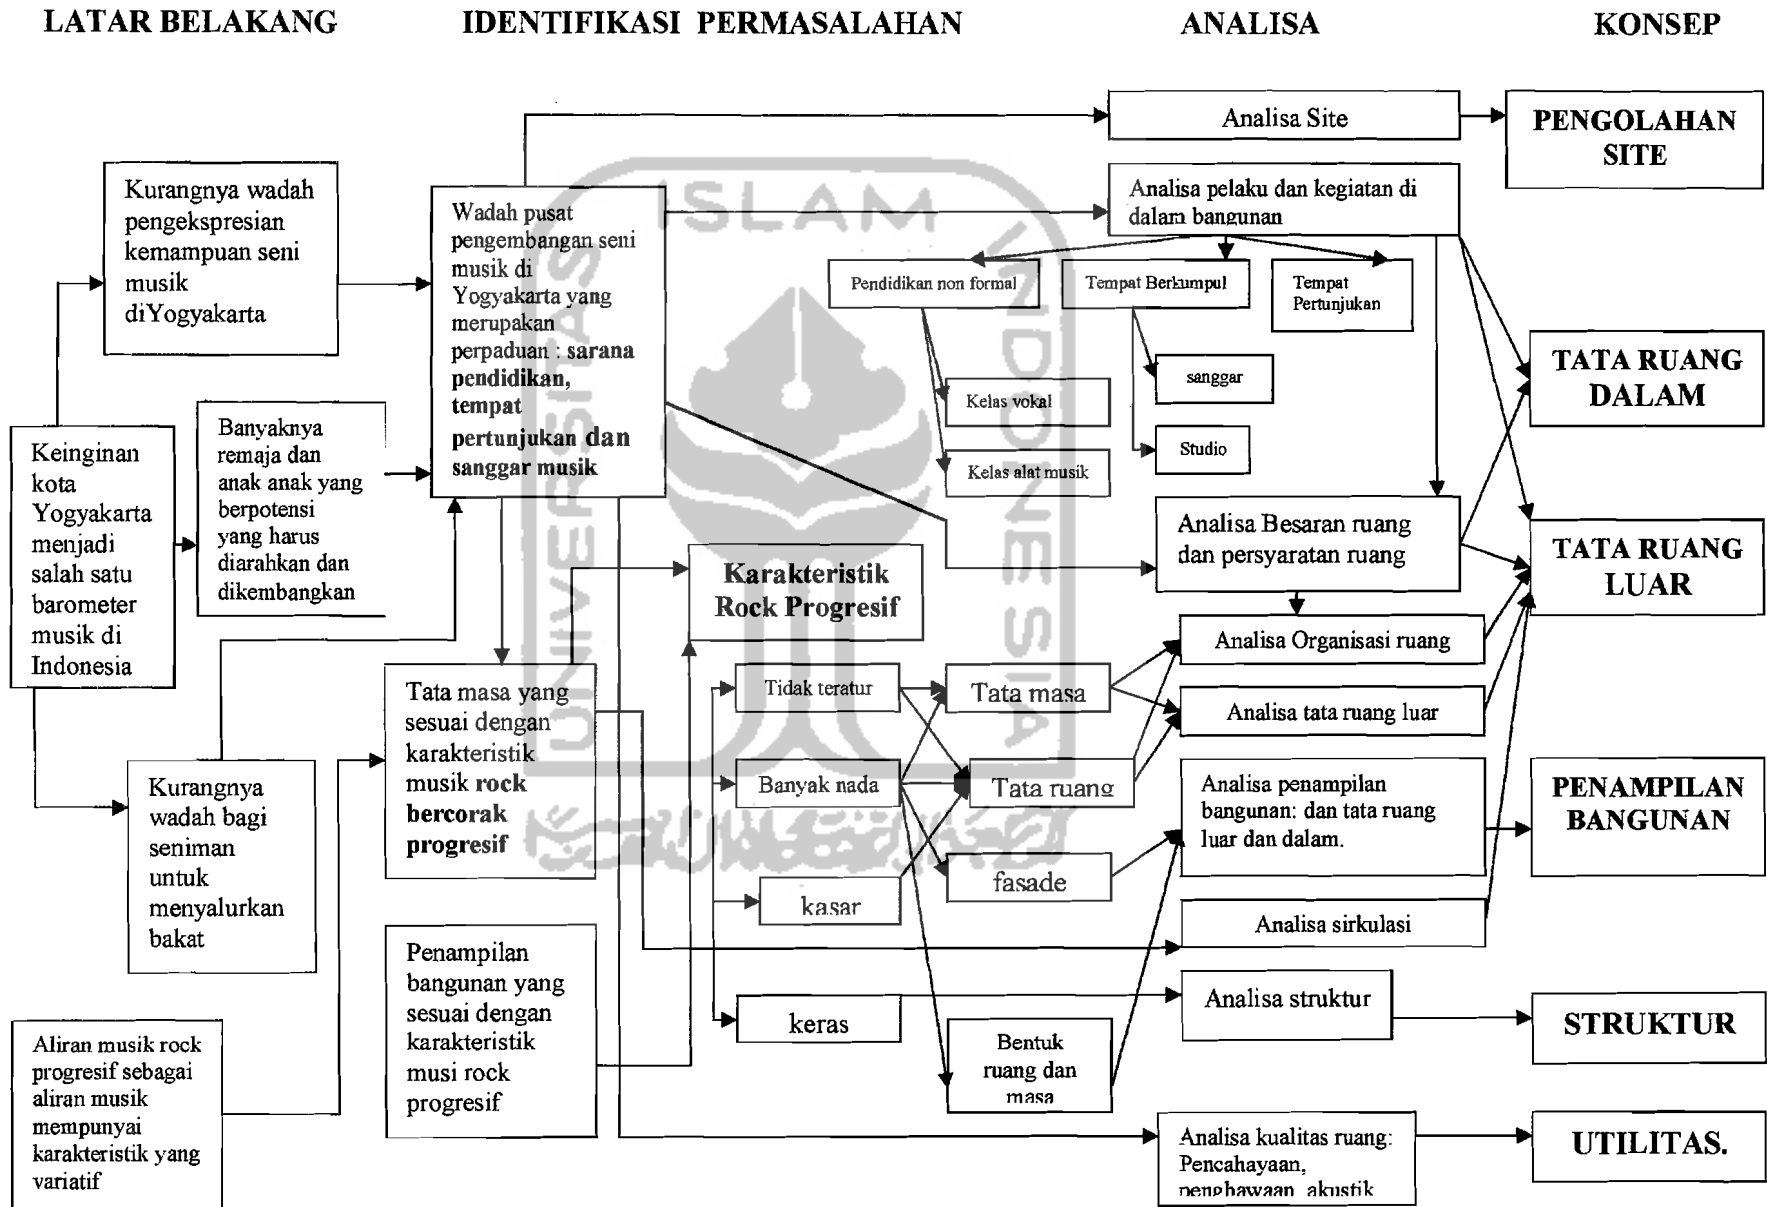 LATAR BELAKANG
IDENTIFIKASI PERMASALAHAN
ANALISA
KONSEP
Kurangnya wadah
pengekspresian
kemampuan seni
musik
diYogyakarta
Keinginan
kota
Yogyakarta
menjadi
salah satu
barometer
musik di
Indonesia
Banyaknya
remaja dan
anak anak yang
berpotensi
yang harus
diarahkan dan
dikembangkan
Kurangnya
wadah bagi
seniman
untuk
menyalurkan
bakat
Aliran musik rock
progresif sebagai
aliran musik
mempunyai
karakteristik yang
variatif
Wadah pusat
pengembangan seni
musik di
Yogyakarta yang
merupakan
perpaduan : sarana
pendidikan,
tempat
pertunjukan dan
sanggar musik
Tata masa yang
sesuai dengan
karakteristik
musik rock
bercorak
progresif
Penampilan
bangunan yang
sesuai dengan
karakteristik
musi rock
progresif
Karakteristik
Rock Progresif
Tidak teratur
Banyak nada
kasar
keras
Tata masa
Tata ruang
fasade
Bentuk
ruang dan
masa
Analisa Site
Analisa pelaku dan kegiatan di
dalam bangunan
Pendidikan non formal
Tempat Berkumpul
Tempat
Pertunjukan
Kelas vokal
Kelas alat musik
sanggar
Studio
Analisa Besaran ruang
dan persyaratan ruang
Analisa Organisasi ruang
Analisa tata ruang luar
Analisa penampilan
bangunan: dan tata ruang
luar dan dalam.
Analisa sirkulasi
Analisa struktur
Analisa kualitas ruang:
Pencahayaan,
penghawaan, akustik
PENGOLAHAN
SITE
TATA RUANG
DALAM
TATA RUANG
LUAR
PENAMPILAN
BANGUNAN
STRUKTUR
UTILITAS.
UNIVERSITAS
ISLAM
INDONESIA